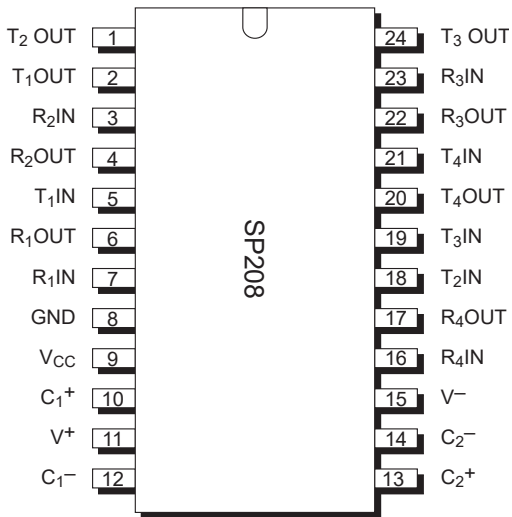 T₂ OUT 1 24 T₃ OUT
T₁OUT 2 23 R₃IN
R₂IN 3 22 R₃OUT
R₂OUT 4 21 T₄IN
T₁IN 5 20 T₄OUT
R₁OUT 6 19 T₃IN
R₁IN 7 18 T₂IN
GND 8 17 R₄OUT
V_CC 9 16 R₄IN
C₁⁺ 10 15 V⁻
V⁺ 11 14 C₂⁻
C₁⁻ 12 13 C₂⁺
SP208